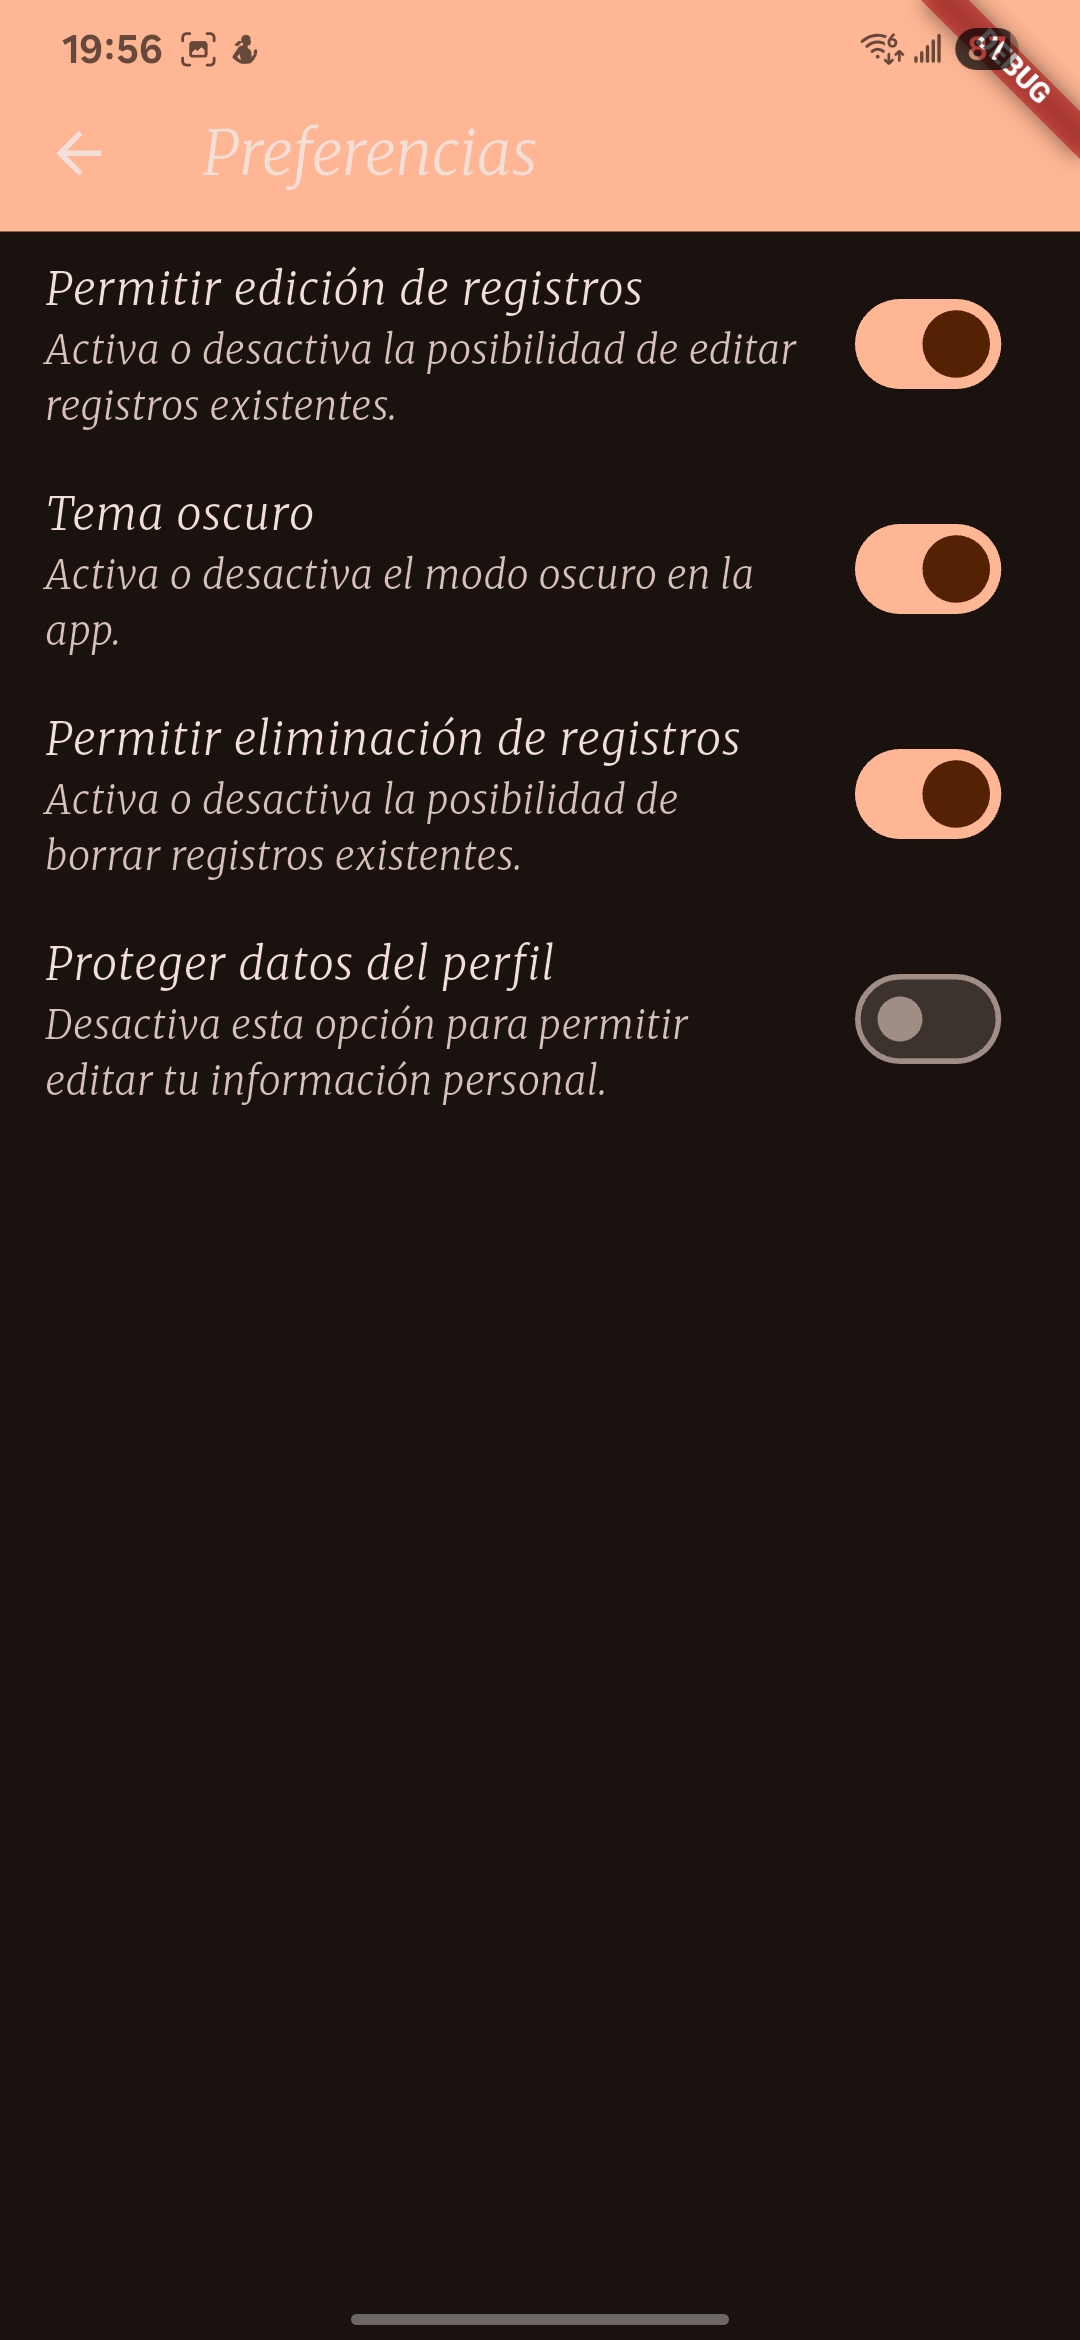 19:56
6
DEBUG
Preferencias
Permitir edición de registros
Activa o desactiva la posibilidad de editar
registros existentes.
Tema oscuro
Activa o desactiva el modo oscuro en la
app.
Permitir eliminación de registros
Activa o desactiva la posibilidad de
borrar registros existentes.
Proteger datos del perfil
Desactiva esta opción para permitir
editar tu información personal.